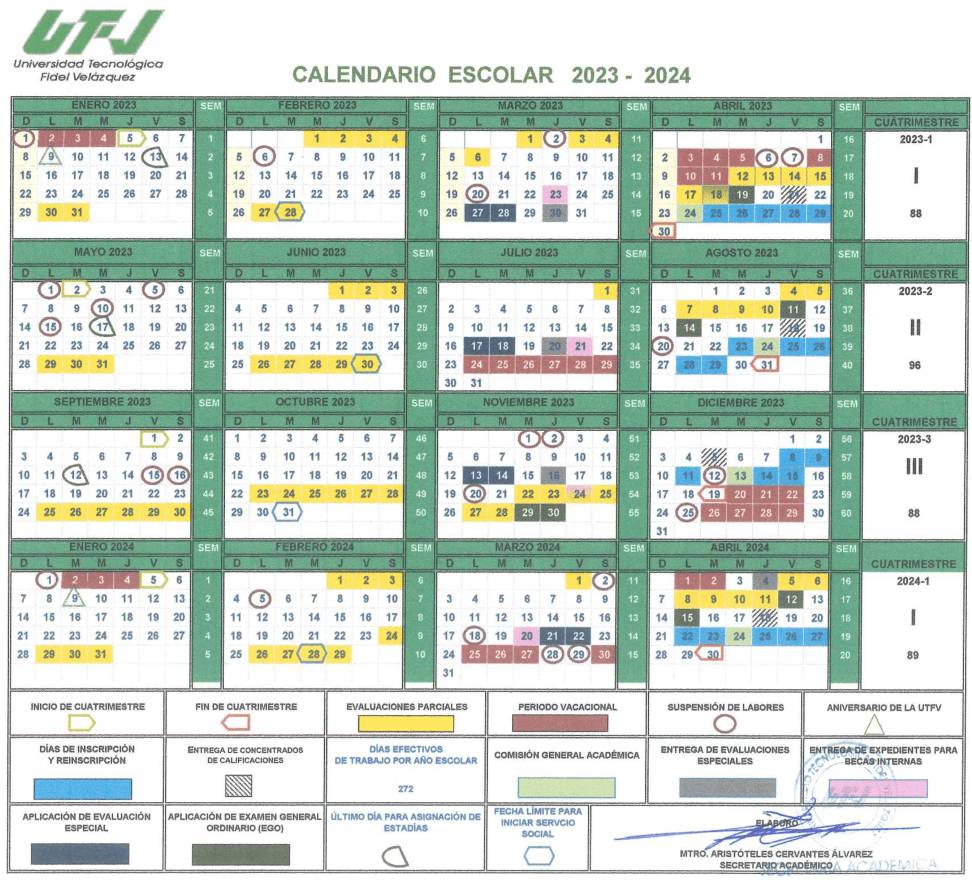 UTFV
Universidad Tecnológica
Fidel Velázquez
CALENDARIO ESCOLAR 2023 - 2024
ENERO 2023
D L M M J V S
1 2 3 4 5 6 7
8 9 10 11 12 13 14
15 16 17 18 19 20 21
22 23 24 25 26 27 28
29 30 31
SEM
1
2
3
4
5
FEBRERO 2023
D L M M J V S
1 2 3 4
5 6 7 8 9 10 11
12 13 14 15 16 17 18
19 20 21 22 23 24 25
26 27 28
SEM
6
7
8
9
10
MARZO 2023
D L M M J V S
1 2 3 4
5 6 7 8 9 10 11
12 13 14 15 16 17 18
19 20 21 22 23 24 25
26 27 28 29 30 31
SEM
11
12
13
14
15
ABRIL 2023
D L M M J V S
1
2 3 4 5 6 7 8
9 10 11 12 13 14 15
16 17 18 19 20 21 22
23 24 25 26 27 28 29
30
SEM
16
17
18
19
20
CUATRIMESTRE
2023-1
I
88
MAYO 2023
D L M M J V S
1 2 3 4 5 6
7 8 9 10 11 12 13
14 15 16 17 18 19 20
21 22 23 24 25 26 27
28 29 30 31
SEM
21
22
23
24
25
JUNIO 2023
D L M M J V S
1 2 3
4 5 6 7 8 9 10
11 12 13 14 15 16 17
18 19 20 21 22 23 24
25 26 27 28 29 30
SEM
26
27
28
29
30
JULIO 2023
D L M M J V S
1
2 3 4 5 6 7 8
9 10 11 12 13 14 15
16 17 18 19 20 21 22
23 24 25 26 27 28 29
30 31
SEM
31
32
33
34
35
AGOSTO 2023
D L M M J V S
1 2 3 4 5
6 7 8 9 10 11 12
13 14 15 16 17 18 19
20 21 22 23 24 25 26
27 28 29 30 31
SEM
36
37
38
39
40
CUATRIMESTRE
2023-2
II
96
SEPTIEMBRE 2023
D L M M J V S
1 2
3 4 5 6 7 8 9
10 11 12 13 14 15 16
17 18 19 20 21 22 23
24 25 26 27 28 29 30
SEM
41
42
43
44
45
OCTUBRE 2023
D L M M J V S
1 2 3 4 5 6 7
8 9 10 11 12 13 14
15 16 17 18 19 20 21
22 23 24 25 26 27 28
29 30 31
SEM
46
47
48
49
50
NOVIEMBRE 2023
D L M M J V S
1 2 3 4
5 6 7 8 9 10 11
12 13 14 15 16 17 18
19 20 21 22 23 24 25
26 27 28 29 30
SEM
51
52
53
54
55
DICIEMBRE 2023
D L M M J V S
1 2
3 4 6 7 8 9
10 11 12 13 14 15 16
17 18 19 20 21 22 23
24 25 26 27 28 29 30
31
SEM
56
57
58
59
60
CUATRIMESTRE
2023-3
III
88
ENERO 2024
D L M M J V S
1 2 3 4 5 6
7 8 9 10 11 12 13
14 15 16 17 18 19 20
21 22 23 24 25 26 27
28 29 30 31
SEM
1
2
3
4
5
FEBRERO 2024
D L M M J V S
1 2 3
4 5 6 7 8 9 10
11 12 13 14 15 16 17
18 19 20 21 22 23 24
25 26 27 28 29
SEM
6
7
8
9
10
MARZO 2024
D L M M J V S
1 2
3 4 5 6 7 8 9
10 11 12 13 14 15 16
17 18 19 20 21 22 23
24 25 26 27 28 29 30
31
SEM
11
12
13
14
15
ABRIL 2024
D L M M J V S
1 2 3 4 5 6
7 8 9 10 11 12 13
14 15 16 17 18 19 20
21 22 23 24 25 26 27
28 29 30
SEM
16
17
18
19
20
CUATRIMESTRE
2024-1
I
89
INICIO DE CUATRIMESTRE
FIN DE CUATRIMESTRE
EVALUACIONES PARCIALES
PERIODO VACACIONAL
SUSPENSIÓN DE LABORES
ANIVERSARIO DE LA UTFV
DÍAS DE INSCRIPCIÓN
Y REINSCRIPCIÓN
ENTREGA DE CONCENTRADOS
DE CALIFICACIONES
DÍAS EFECTIVOS
DE TRABAJO POR AÑO ESCOLAR
272
COMISIÓN GENERAL ACADÉMICA
ENTREGA DE EVALUACIONES
ESPECIALES
ENTREGA DE EXPEDIENTES PARA
BECAS INTERNAS
APLICACIÓN DE EVALUACIÓN
ESPECIAL
APLICACIÓN DE EXAMEN GENERAL
ORDINARIO (EGO)
ÚLTIMO DÍA PARA ASIGNACIÓN DE
ESTADÍAS
FECHA LÍMITE PARA
INICIAR SERVCIO
SOCIAL
ELABORÓ
MTRO. ARISTÓTELES CERVANTES ÁLVAREZ
SECRETARIO ACADÉMICO
ACADEMICA